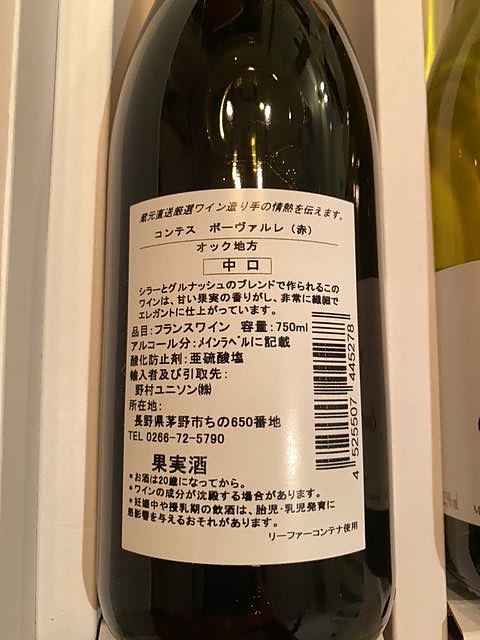 蔵元直送厳選ワイン造り手の情熱を伝えます。
コンテス ボーヴァルレ（赤）
オック地方
中口
シラーとグルナッシュのブレンドで作られるこの
ワインは、甘い果実の香りがし、非常に繊細で
エレガントに仕上がっています。
品目:フランスワイン 容量:750ml
アルコール分:メインラベルに記載
酸化防止剤:亜硫酸塩
輸入者及び引取先:
野村ユニソン㈱
所在地:
長野県茅野市ちの650番地
TEL 0266-72-5790
4 525507 445278
果実酒
*お酒は20歳になってから。
*ワインの成分が沈殿する場合があります。
*妊娠中や授乳期の飲酒は、胎児・乳児発育に
悪影響を与えるおそれがあります。
リーファーコンテナ使用